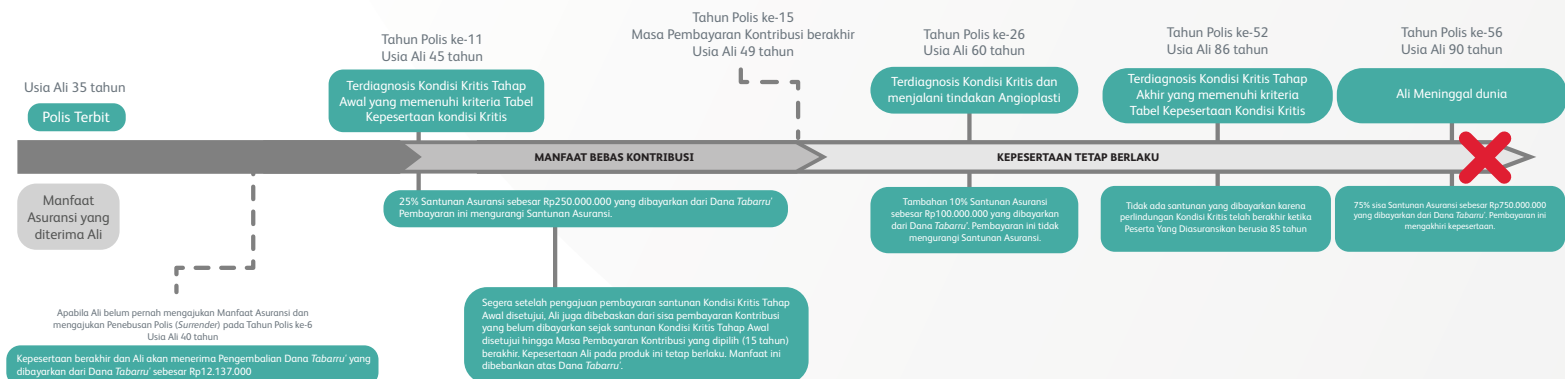 Usia Ali 35 tahun
Polis Terbit
Tahun Polis ke-11
Usia Ali 45 tahun
Terdiagnosis Kondisi Kritis Tahap
Awal yang memenuhi kriteria Tabel
Kepesertaan kondisi Kritis
Tahun Polis ke-15
Masa Pembayaran Kontribusi berakhir
Usia Ali 49 tahun
Tahun Polis ke-26
Usia Ali 60 tahun
Terdiagnosis Kondisi Kritis dan
menjalani tindakan Angioplasti
Tahun Polis ke-52
Usia Ali 86 tahun
Terdiagnosis Kondisi Kritis Tahap
Akhir yang memenuhi kriteria
Tabel Kepesertaan Kondisi Kritis
Tahun Polis ke-56
Usia Ali 90 tahun
Ali Meninggal dunia
MANFAAT BEBAS KONTRIBUSI
KEPESERTAAN TETAP BERLAKU
Manfaat
Asuransi yang
diterima Ali
25% Santunan Asuransi sebesar Rp250.000.000 yang dibayarkan dari Dana Tabarru'
Pembayaran ini mengurangi Santunan Asuransi.
Tambahan 10% Santunan Asuransi
sebesar Rp100.000.000 yang dibayarkan
dari Dana Tabarru'. Pembayaran ini tidak
mengurangi Santunan Asuransi.
Tidak ada santunan yang dibayarkan karena
perlindungan Kondisi Kritis telah berakhir ketika
Peserta Yang Diasuransikan berusia 85 tahun
75% sisa Santunan Asuransi sebesar Rp750.000.000
yang dibayarkan dari Dana Tabarru'. Pembayaran ini
mengakhiri kepesertaan.
Apabila Ali belum pernah mengajukan Manfaat Asuransi dan
mengajukan Penebusan Polis (Surrender) pada Tahun Polis ke-6
Usia Ali 40 tahun
Kepesertaan berakhir dan Ali akan menerima Pengembalian Dana Tabarru' yang
dibayarkan dari Dana Tabarru' sebesar Rp12.137.000
Segera setelah pengajuan pembayaran santunan Kondisi Kritis Tahap
Awal disetujui, Ali juga dibebaskan dari sisa pembayaran Kontribusi
yang belum dibayarkan sejak santunan Kondisi Kritis Tahap Awal
disetujui hingga Masa Pembayaran Kontribusi yang dipilih (15 tahun)
berakhir. Kepesertaan Ali pada produk ini tetap berlaku. Manfaat ini
dibebankan atas Dana Tabarru'.